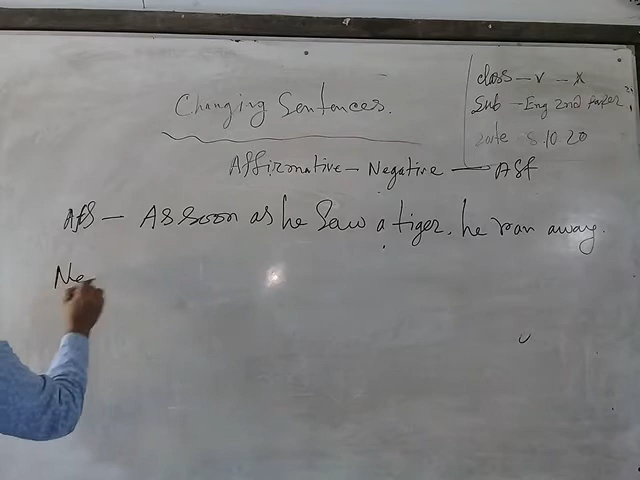 class - V - X
Sub - Eng 2nd Paper
Date 5.10.20
Changing Sentences.
Affirmative - Negative - Aff
Aff - As soon as he saw a tiger, he ran away.
Ne